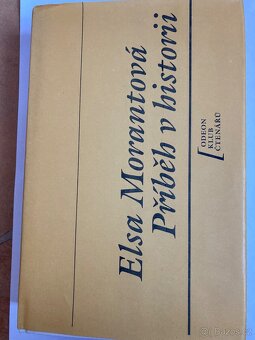 Elsa Morantová
Příběh v historii
ODEON
KLUB
ČTENÁŘŮ